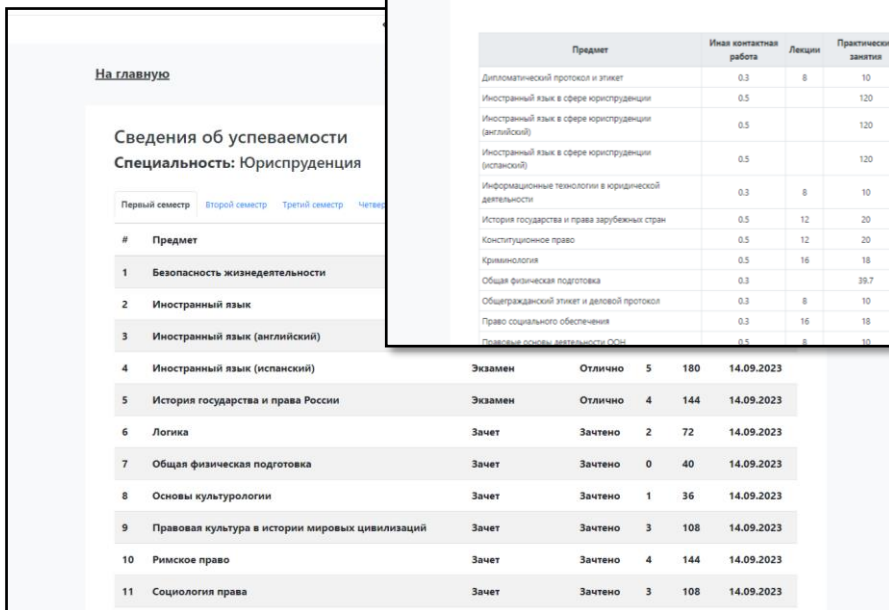 На главную
Сведения об успеваемости
Специальность: Юриспруденция
Первый семестр Второй семестр Третий семестр
# Предмет
1 Безопасность жизнедеятельности
2 Иностранный язык
3 Иностранный язык (английский)
4 Иностранный язык (испанский) Экзамен Отлично 5 180 14.09.2023
5 История государства и права России Экзамен Отлично 4 144 14.09.2023
6 Логика Зачет Зачтено 2 72 14.09.2023
7 Общая физическая подготовка Зачет Зачтено 0 40 14.09.2023
8 Основы культурологии Зачет Зачтено 1 36 14.09.2023
9 Правовая культура в истории мировых цивилизаций Зачет Зачтено 3 108 14.09.2023
10 Римское право Зачет Зачтено 4 144 14.09.2023
11 Социология права Зачет Зачтено 3 108 14.09.2023
Предмет Иная контактная Лекции
работа занятия
Дипломатический протокол и этикет 0.3 8 10
Иностранный язык в сфере юриспруденции 0.5 120
Иностранный язык в сфере юриспруденции
(английский) 0.5 120
Иностранный язык в сфере юриспруденции
(испанский) 0.5 120
Информационные технологии в юридической
деятельности 0.3 8 10
История государства и права зарубежных стран 0.5 12 20
Конституционное право 0.5 12 20
Криминология 0.5 16 18
Общая физическая подготовка 0.3 39.7
Общегражданский этикет и деловой протокол 0.3 8 10
Право социального обеспечения 0.3 16 18
Правовые основы деятельности ООН 0.5 8 10